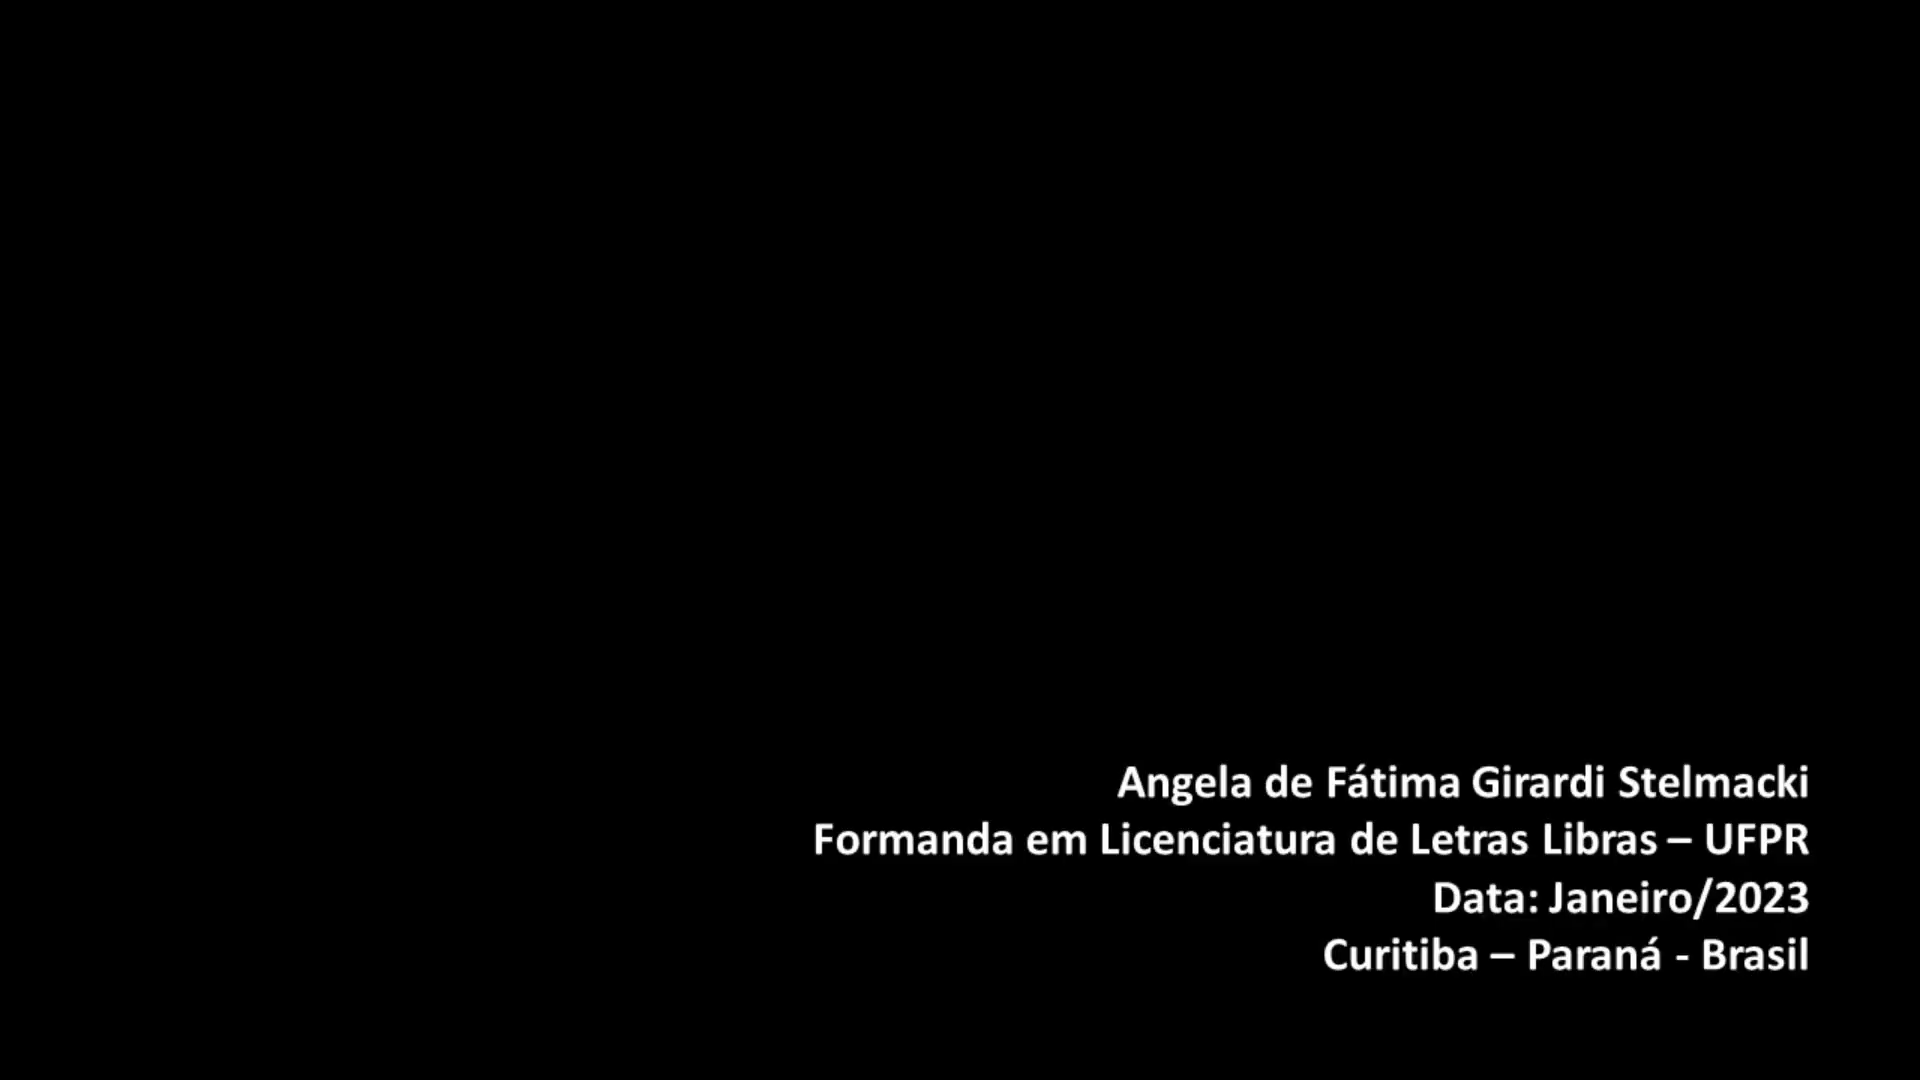 Angela de Fátima Girardi Stelmacki
Formanda em Licenciatura de Letras Libras – UFPR
Data: Janeiro/2023
Curitiba – Paraná - Brasil